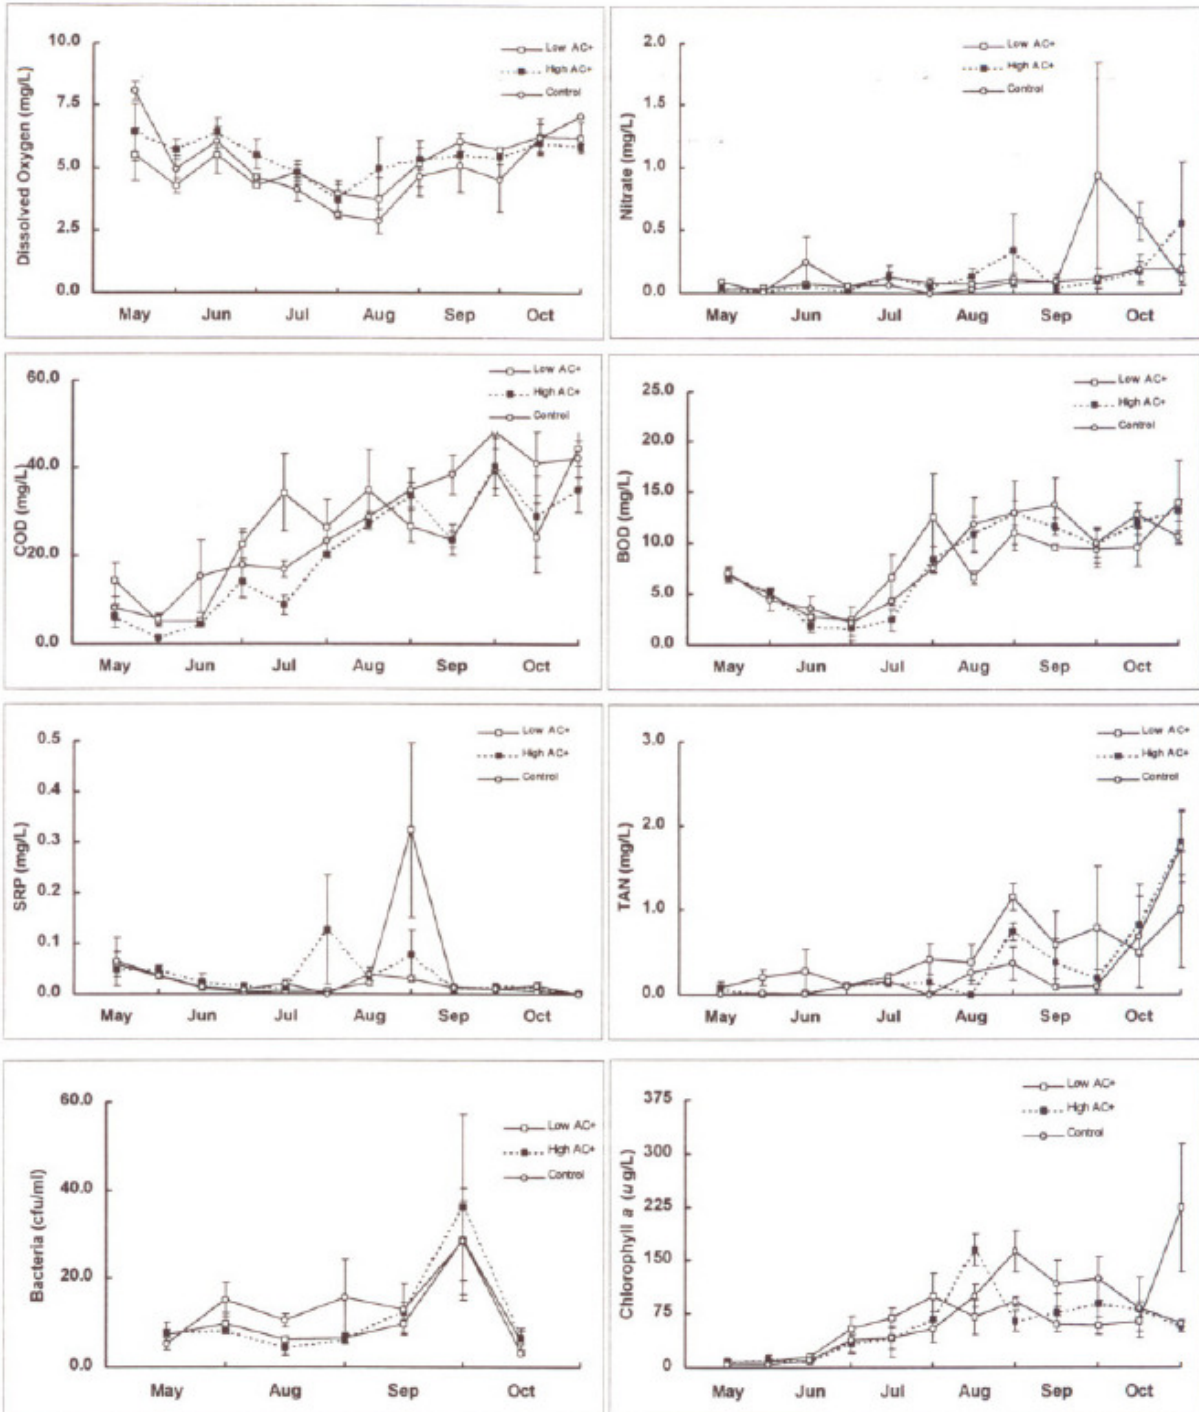 10.0
7.5
5.0
2.5
0.0
Dissolved Oxygen (mg/L)
Low AC+
High AC+
Control
May Jun Jul Aug Sep Oct
2.0
1.5
1.0
0.5
0.0
Nitrate (mg/L)
Low AC+
High AC+
Control
May Jun Jul Aug Sep Oct
60.0
40.0
20.0
0.0
COD (mg/L)
Low AC+
High AC+
Control
May Jun Jul Aug Sep Oct
25.0
20.0
15.0
10.0
5.0
0.0
BOD (mg/L)
Low AC+
High AC+
Control
May Jun Jul Aug Sep Oct
0.5
0.4
0.3
0.2
0.1
0.0
SRP (mg/L)
Low AC+
High AC+
Control
May Jun Jul Aug Sep Oct
3.0
2.0
1.0
0.0
TAN (mg/L)
Low AC+
High AC+
Control
May Jun Jul Aug Sep Oct
60.0
40.0
20.0
0.0
Bacteria (cfu/ml)
Low AC+
High AC+
Control
May Aug Sep Oct
375
300
225
150
75
0
Chlorophyll a (ug/L)
Low AC+
High AC+
Control
May Jun Jul Aug Sep Oct